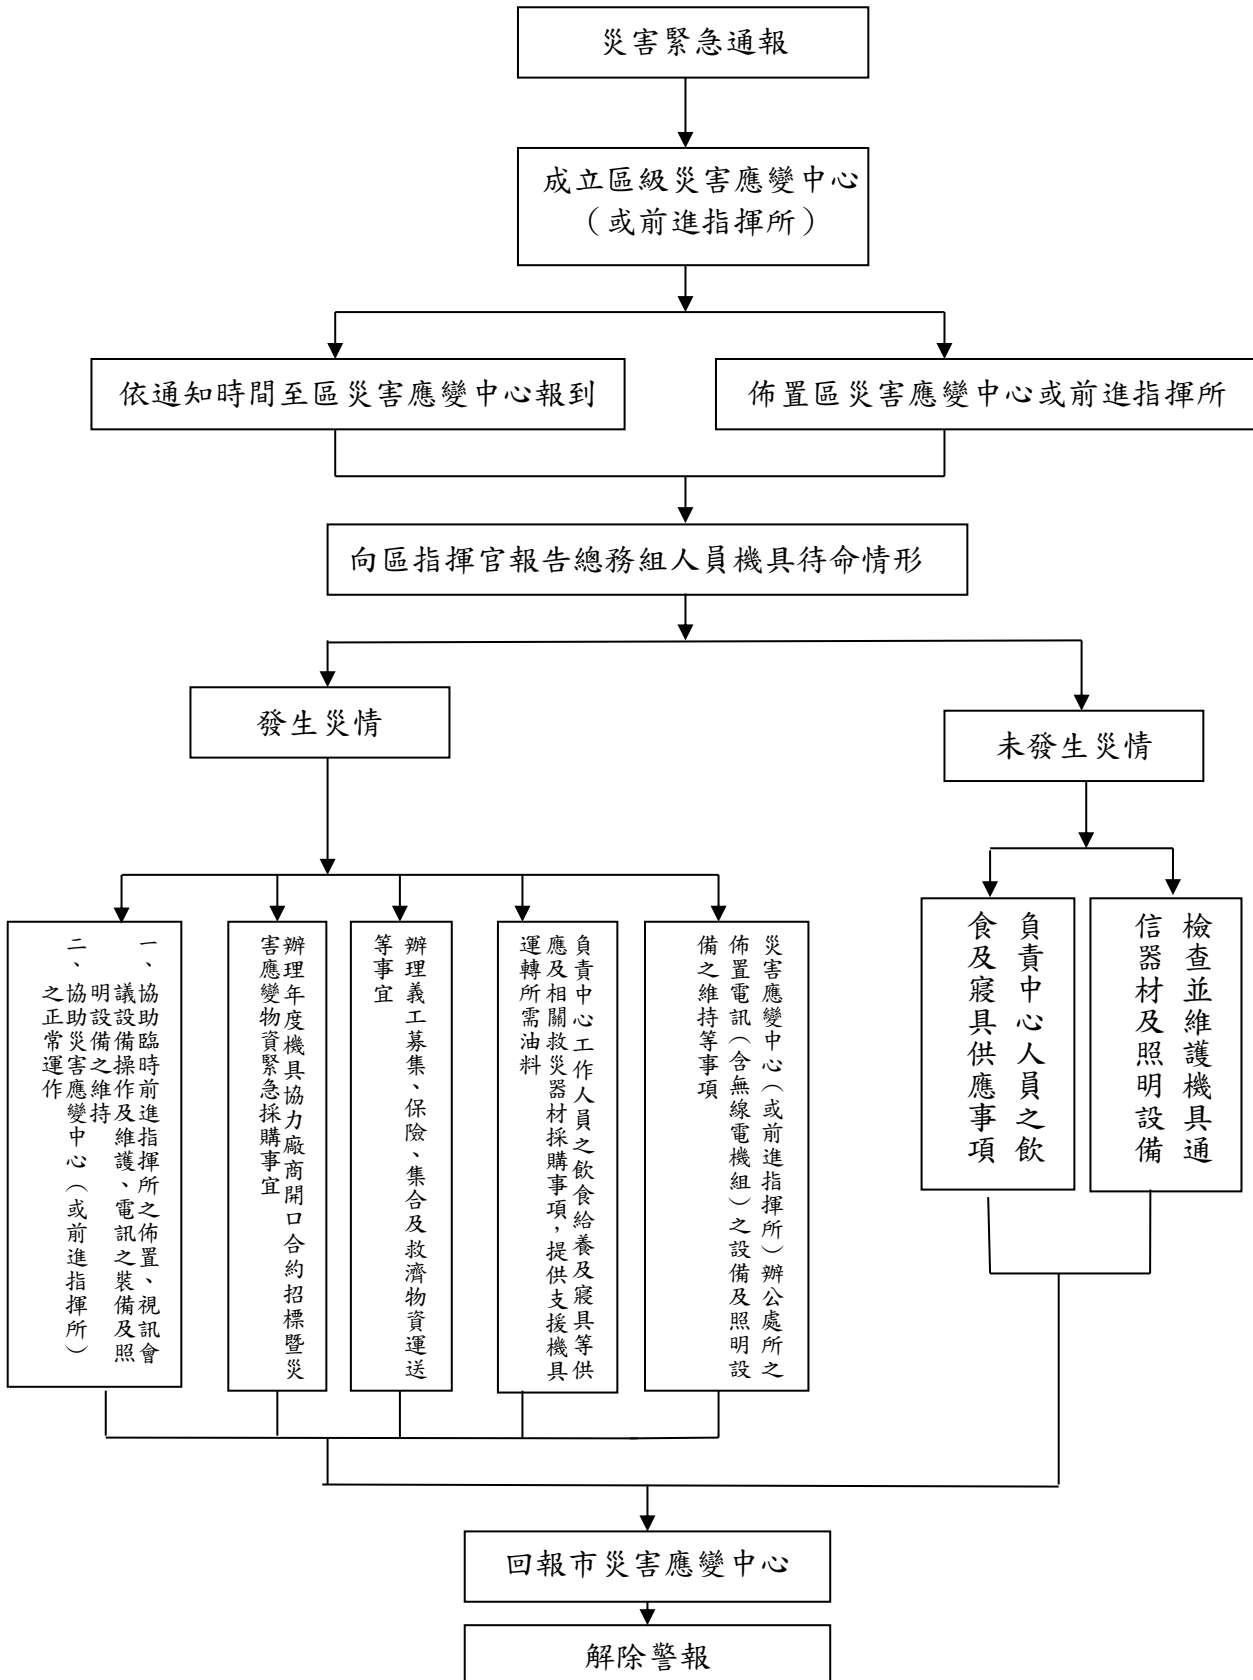 災害緊急通報
成立區級災害應變中心
（或前進指揮所）
依通知時間至區災害應變中心報到
佈置區災害應變中心或前進指揮所
向區指揮官報告總務組人員機具待命情形
發生災情
未發生災情
一、協助臨時前進指揮所之佈置、視訊會
議設備操作及維護、電訊之裝備及照
明設備之維持
二、協助災害應變中心（或前進指揮所）
之正常運作
辦理年度機具協力廠商開口合約招標暨災
害應變物資緊急採購事宜
辦理義工募集、保險、集合及救濟物資運送
等事宜
負責中心工作人員之飲食給養及寢具等供
應及相關救災器材採購事項，提供支援機具
運轉所需油料
災害應變中心（或前進指揮所）辦公處所之
佈置電訊（含無線電機組）之設備及照明設
備之維持等事項
負責中心人員之飲
食及寢具供應事項
檢查並維護機具通
信器材及照明設備
回報市災害應變中心
解除警報